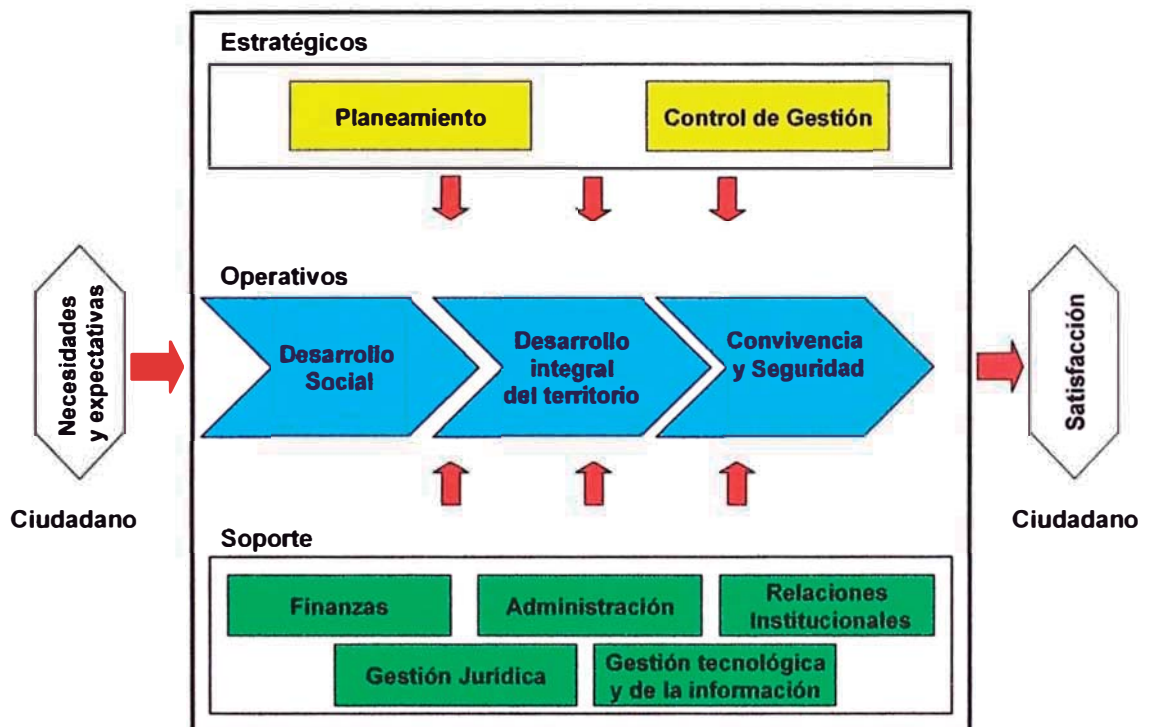 Estratégicos
Planeamiento
Control de Gestión
Operativos
Necesidades
y expectativas
Ciudadano
Desarrollo
Social
Desarrollo
integral
del territorio
Convivencia
y Seguridad
Satisfacción
Ciudadano
Soporte
Finanzas
Administración
Relaciones
Institucionales
Gestión Jurídica
Gestión tecnológica
y de la información